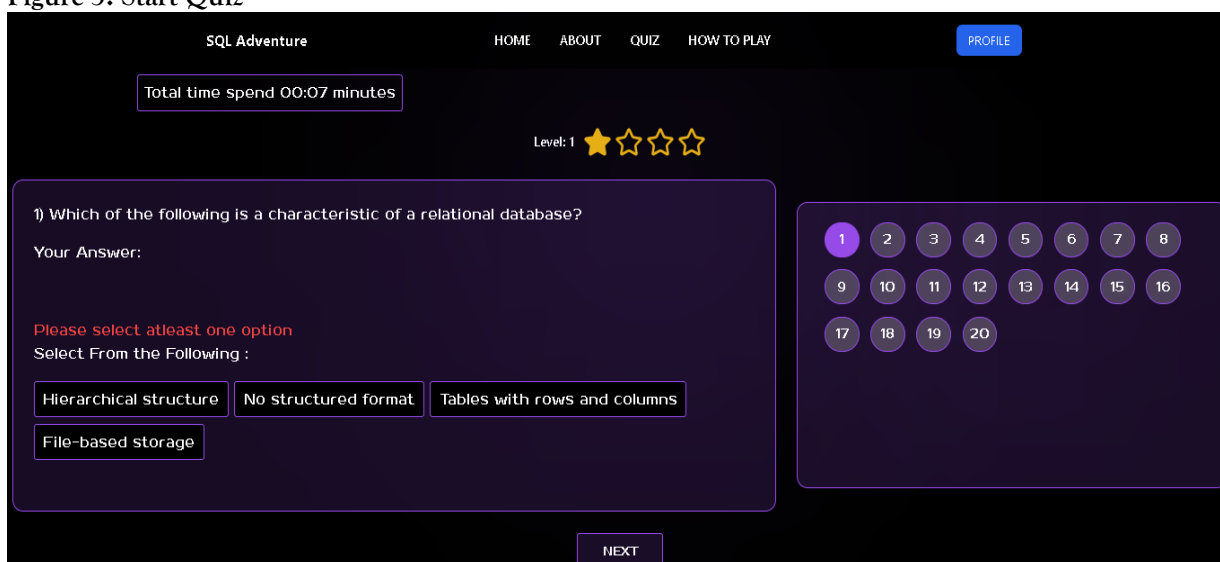 Figure 3: Start Quiz
SQL Adventure HOME ABOUT QUIZ HOW TO PLAY PROFILE
Total time spend 00:07 minutes
Level: 1
1) Which of the following is a characteristic of a relational database?
Your Answer:
Please select atleast one option
Select From the Following :
Hierarchical structure No structured format Tables with rows and columns
File-based storage
1 2 3 4 5 6 7 8
9 10 11 12 13 14 15 16
17 18 19 20
NEXT